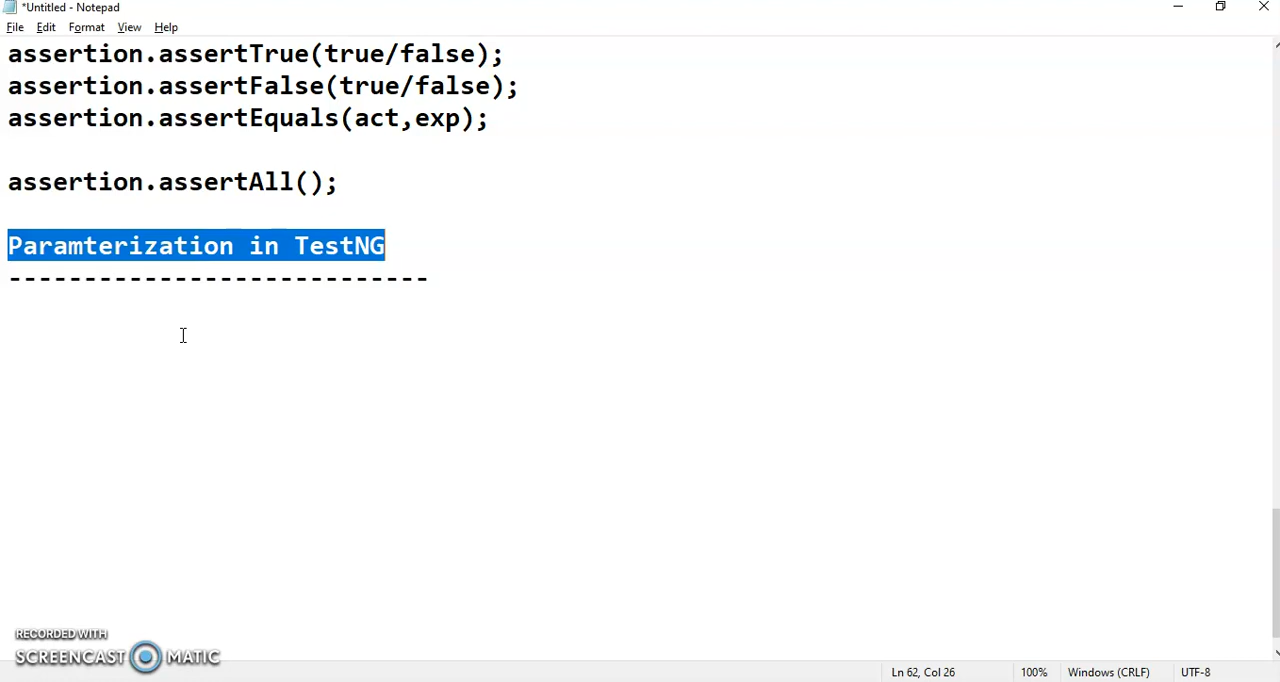 *Untitled - Notepad
File Edit Format View Help
assertion.assertTrue(true/false);
assertion.assertFalse(true/false);
assertion.assertEquals(act,exp);
assertion.assertAll();
Paramterization in TestNG
----------------------------
RECORDED WITH
SCREENCAST MATIC
Ln 62, Col 26 100% Windows (CRLF) UTF-8